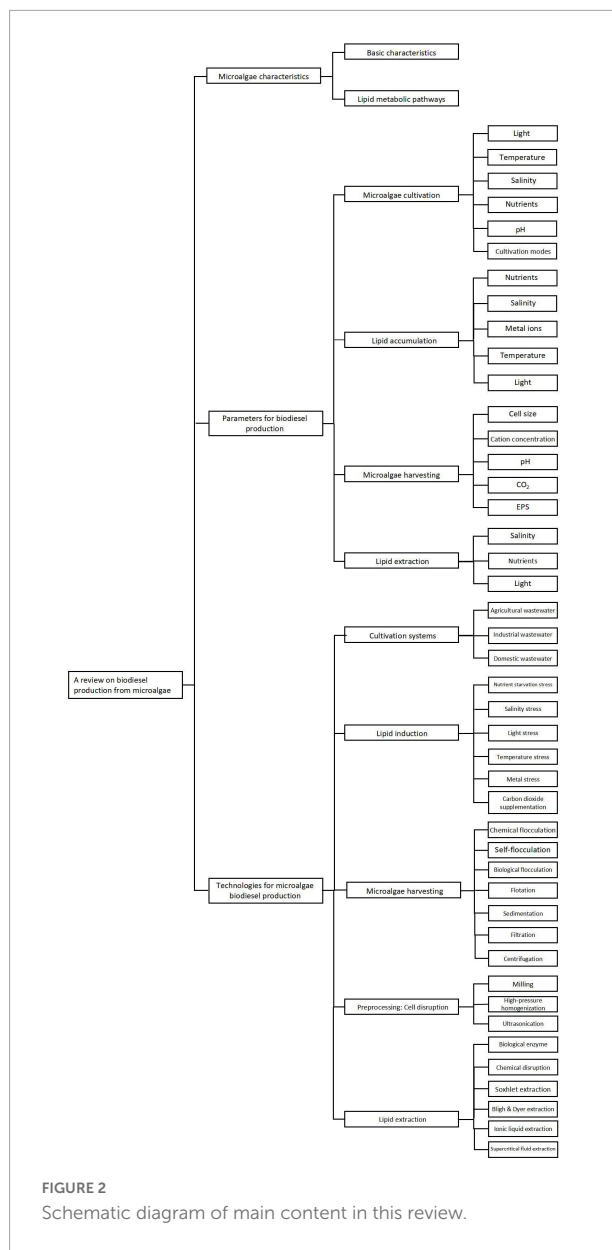 A review on biodiesel
production from microalgae
Microalgae characteristics
Basic characteristics
Lipid metabolic pathways
Parameters for biodiesel
production
Microalgae cultivation
Light
Temperature
Salinity
Nutrients
pH
Cultivation modes
Lipid accumulation
Nutrients
Salinity
Metal ions
Temperature
Light
Microalgae harvesting
Cell size
Cation concentration
pH
CO₂
EPS
Lipid extraction
Salinity
Nutrients
Light
Technologies for microalgae
biodiesel production
Cultivation systems
Agricultural wastewater
Industrial wastewater
Domestic wastewater
Lipid induction
Nutrient starvation stress
Salinity stress
Light stress
Temperature stress
Metal stress
Carbon dioxide
supplementation
Microalgae harvesting
Chemical flocculation
Self-flocculation
Biological flocculation
Flotation
Sedimentation
Filtration
Centrifugation
Preprocessing: Cell disruption
Milling
High-pressure
homogenization
Ultrasonication
Lipid extraction
Biological enzyme
Chemical disruption
Soxhlet extraction
Bligh & Dyer extraction
Ionic liquid extraction
Supercritical fluid extraction
FIGURE 2
Schematic diagram of main content in this review.